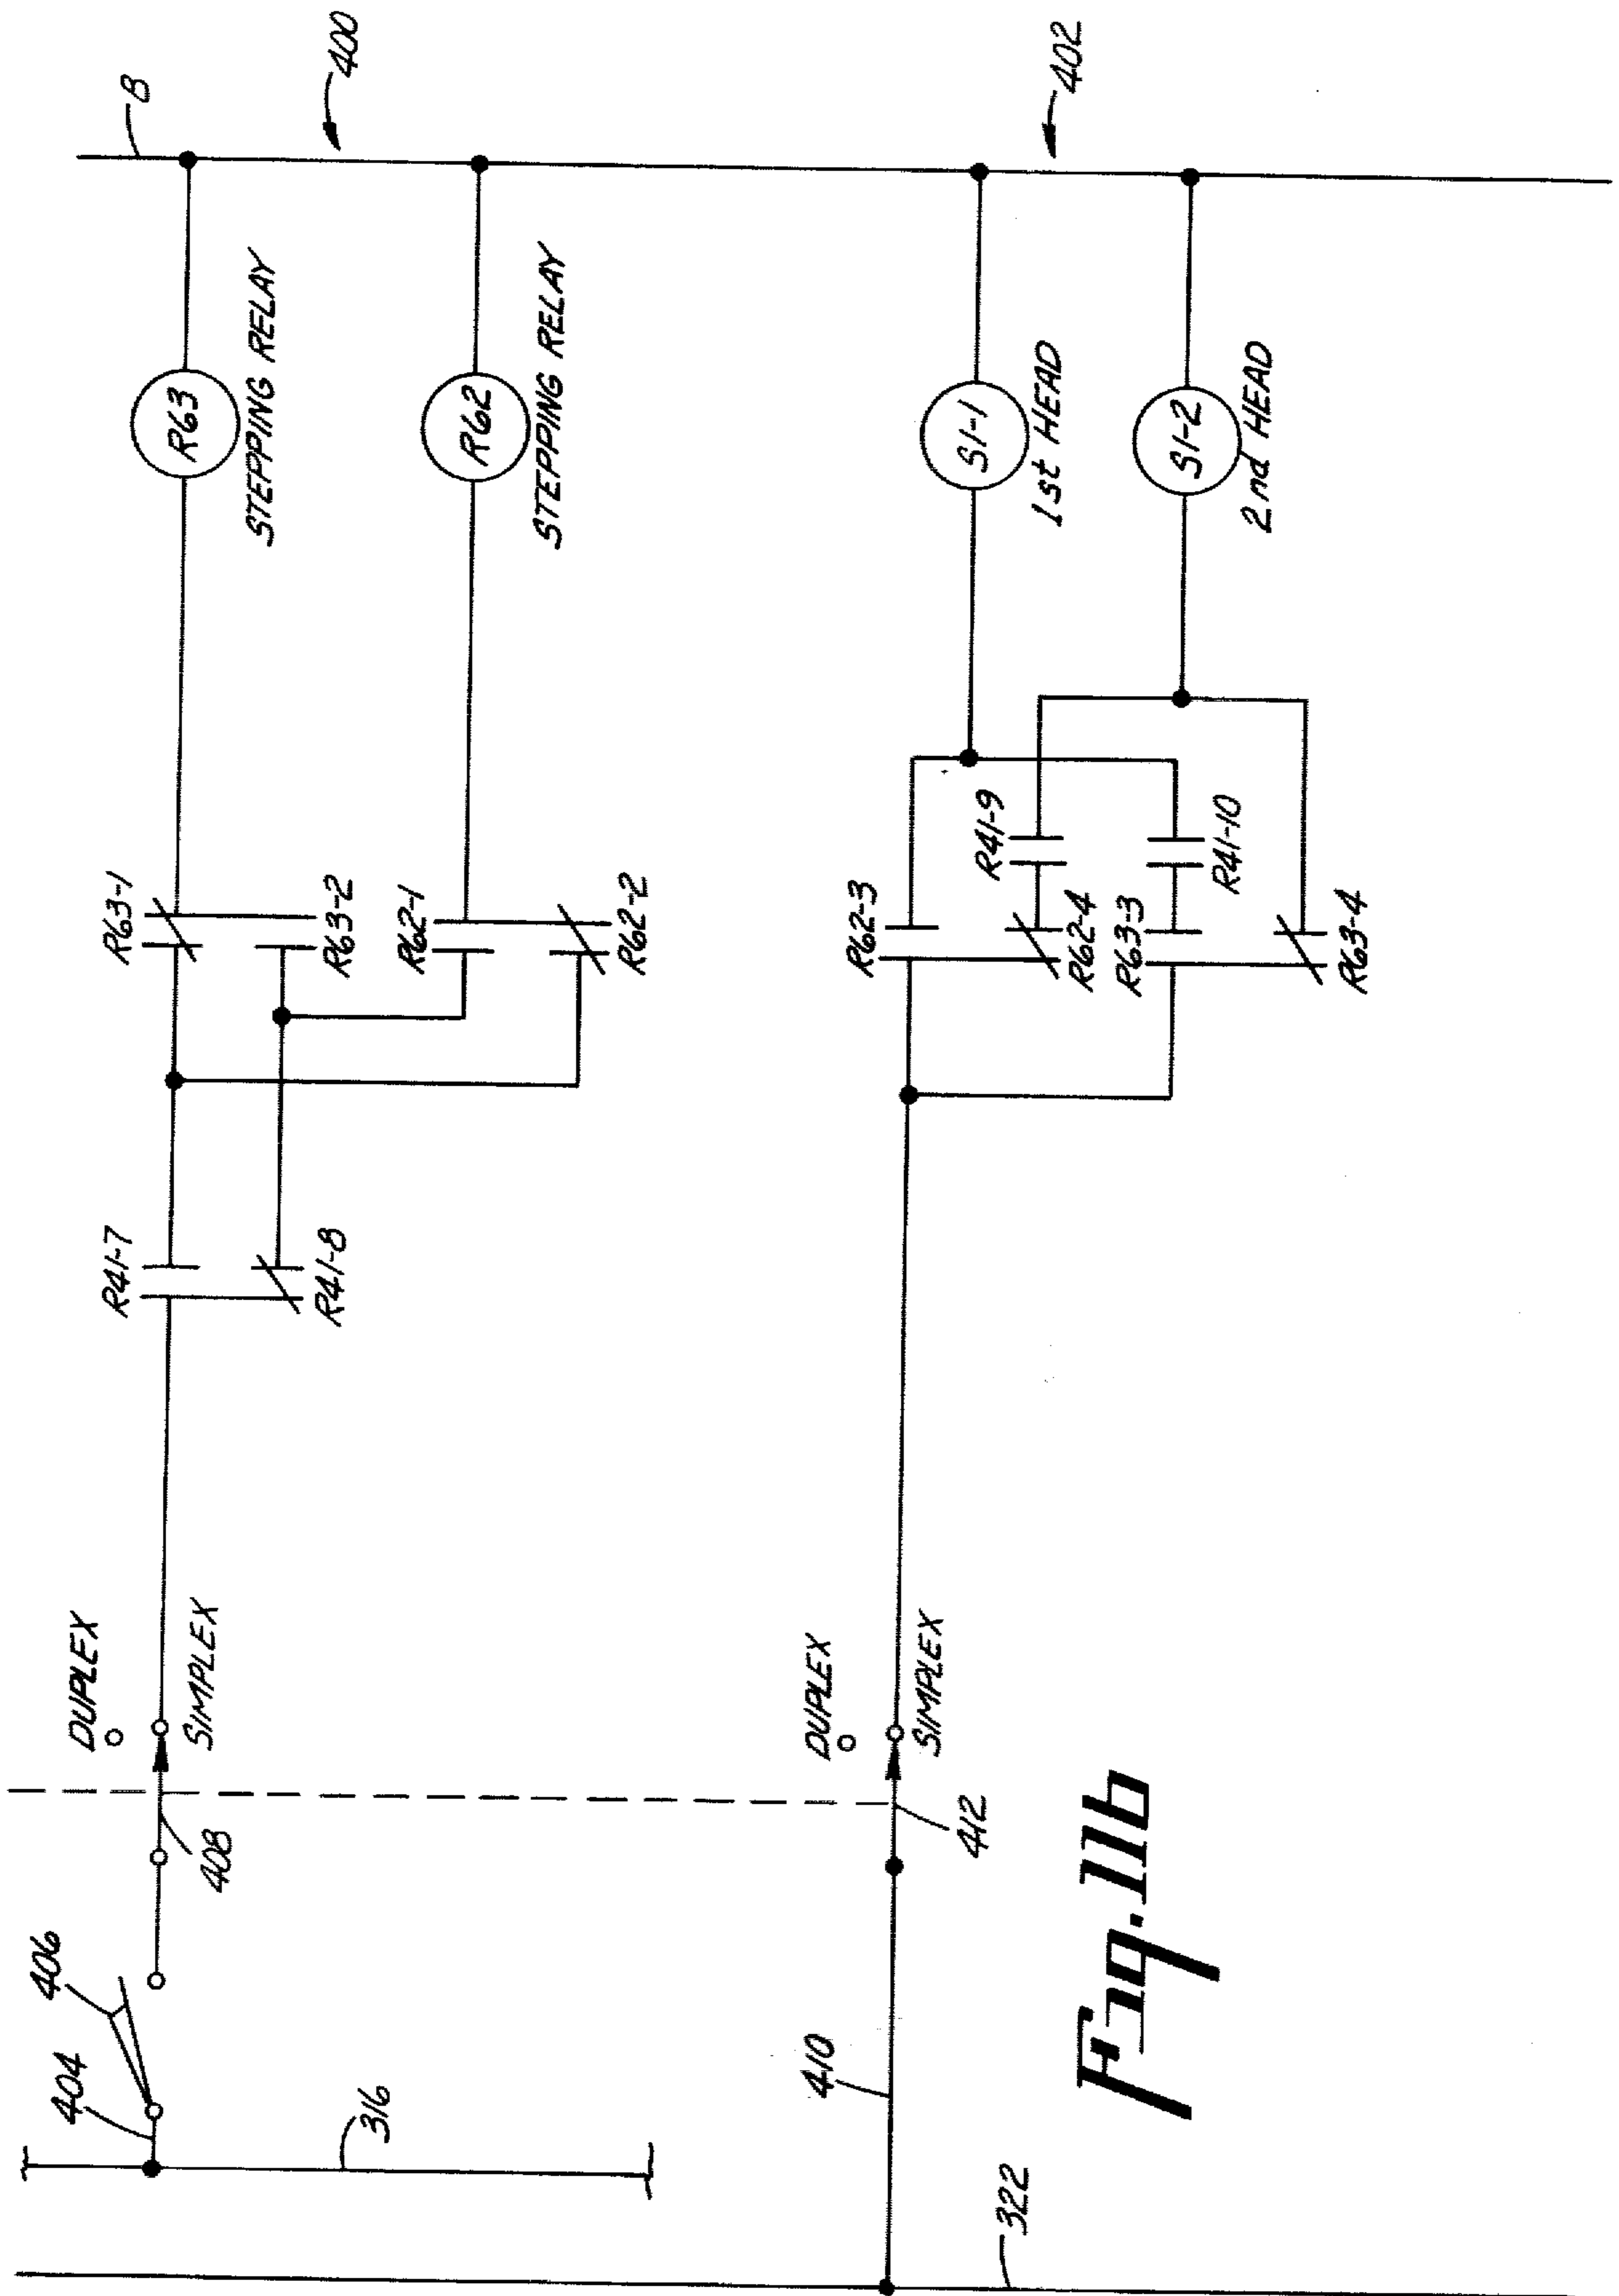 B
400
R63
STEPPING RELAY
R62
STEPPING RELAY
R63-1
R63-2
R62-1
R62-2
R41-7
R41-8
DUPLEX
SIMPLEX
408
406
404
316
402
S1-1
1st HEAD
S1-2
2nd HEAD
R62-3
R41-9
R62-4
R63-3
R41-10
R63-4
DUPLEX
SIMPLEX
412
410
322
Fig. 11b